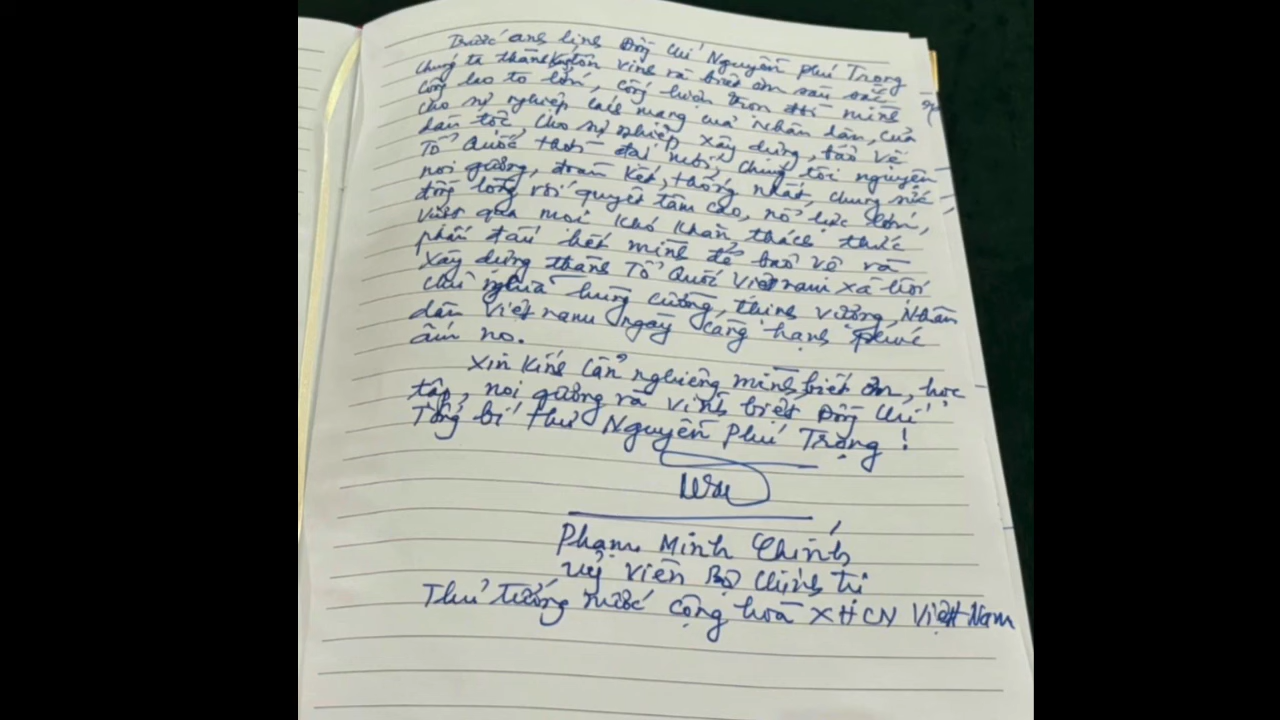 Trước anh linh Đồng chí Nguyễn Phú Trọng
chúng ta thành kính tôn vinh và biết ơn sâu sắc
công lao to lớn, cống hiến trọn đời mình
cho sự nghiệp cách mạng của Nhân dân, của
dân tộc, cho sự nghiệp xây dựng, bảo vệ
Tổ Quốc thời đại mới, chúng tôi nguyện
noi gương, đoàn kết, thống nhất, chung sức
đồng lòng với quyết tâm cao, nỗ lực lớn,
vượt qua mọi khó khăn thách thức
phấn đấu hết mình để bảo vệ và
xây dựng thành Tổ Quốc Việt nam xã hội
chủ nghĩa hùng cường, thịnh vượng, Nhân
dân Việt nam ngày càng hạnh phúc
ấm no.
Xin kính cẩn nghiêng mình, biết ơn, học
tập, noi gương và vĩnh biệt Đồng chí
Tổng bí thư Nguyễn Phú Trọng !
Phạm Minh Chính
uỷ viên Bộ Chính trị
Thủ tướng nước cộng hoà XHCN Việt Nam